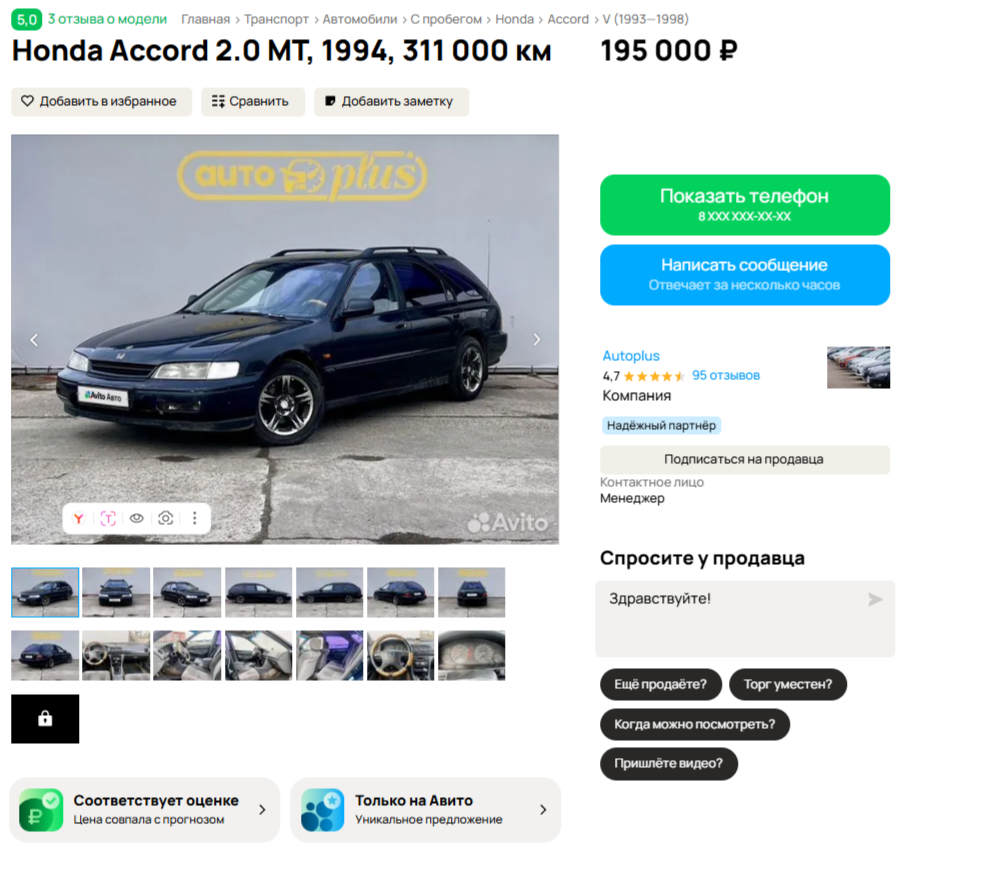 5,0 3 отзыва о модели Главная › Транспорт › Автомобили › С пробегом › Honda › Accord › V (1993—1998)
Honda Accord 2.0 MT, 1994, 311 000 км
195 000 ₽
Добавить в избранное
Сравнить
Добавить заметку
ауто plus
Avito Авто
Avito
Показать телефон
8 XXX XXX-XX-XX
Написать сообщение
Отвечает за несколько часов
Autoplus
4,7 95 отзывов
Компания
Надёжный партнёр
Подписаться на продавца
Контактное лицо
Менеджер
Спросите у продавца
Здравствуйте!
Ещё продаёте?
Торг уместен?
Когда можно посмотреть?
Пришлёте видео?
Соответствует оценке
Цена совпала с прогнозом
Только на Авито
Уникальное предложение